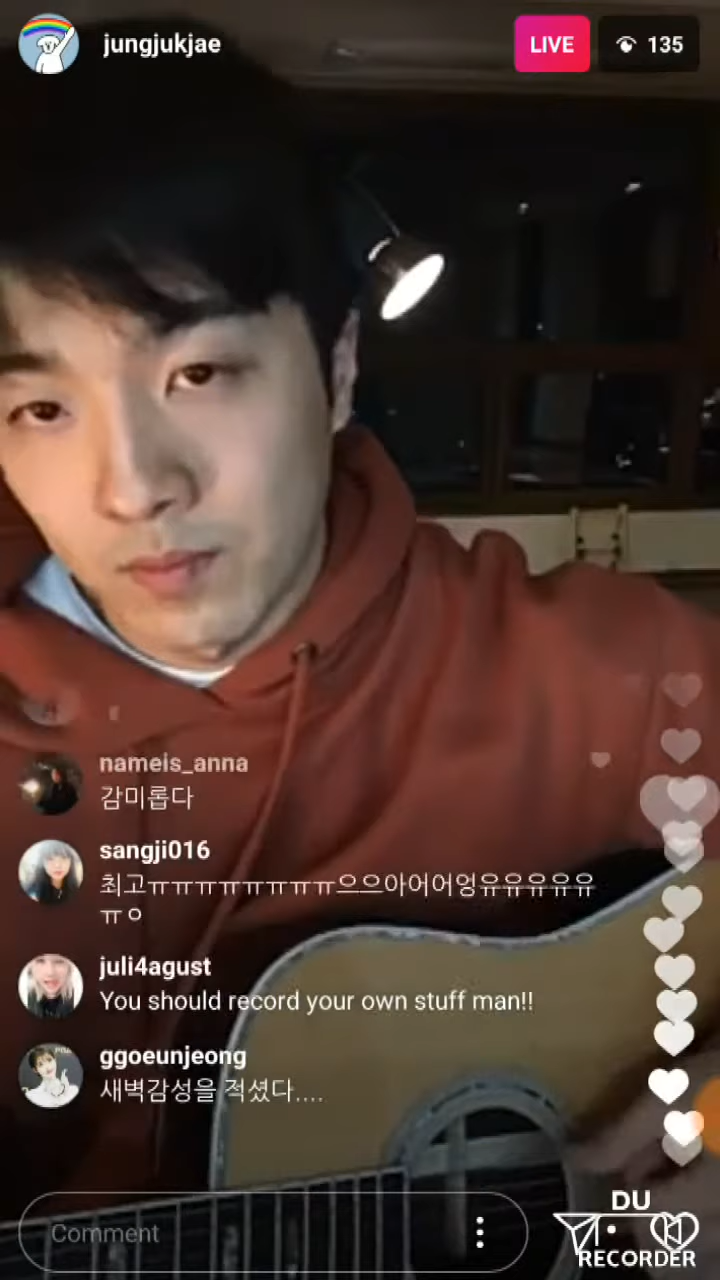 jungjukjae
LIVE
135
nameis_anna
감미롭다
sangji016
최고ㅠㅠㅠㅠㅠㅠㅠㅠ으으아어어엉유유유유유
ㅠㅇ
juli4agust
You should record your own stuff man!!
ggoeunjeong
새벽감성을 적셨다....
Comment
DU
RECORDER